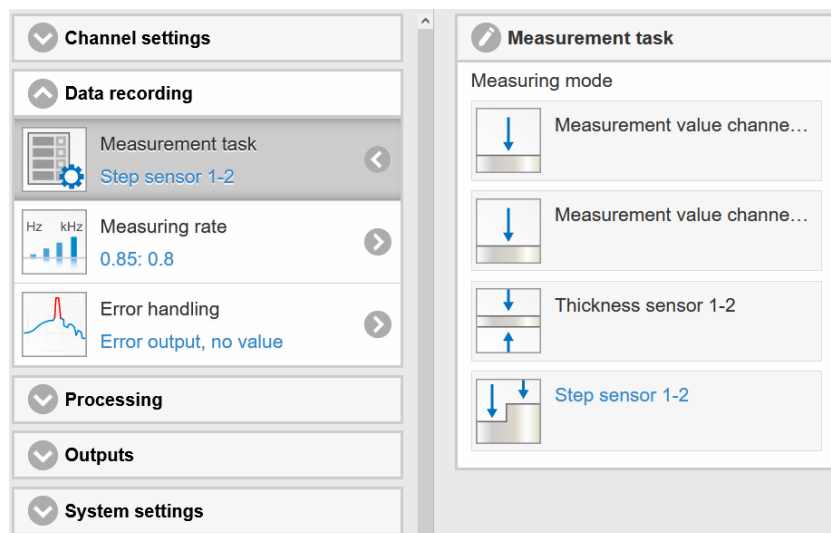 Channel settings
Data recording
Measurement task
Step sensor 1-2
Hz kHz
Measuring rate
0.85: 0.8
Error handling
Error output, no value
Processing
Outputs
System settings
Measurement task
Measuring mode
Measurement value channe…
Measurement value channe…
Thickness sensor 1-2
Step sensor 1-2